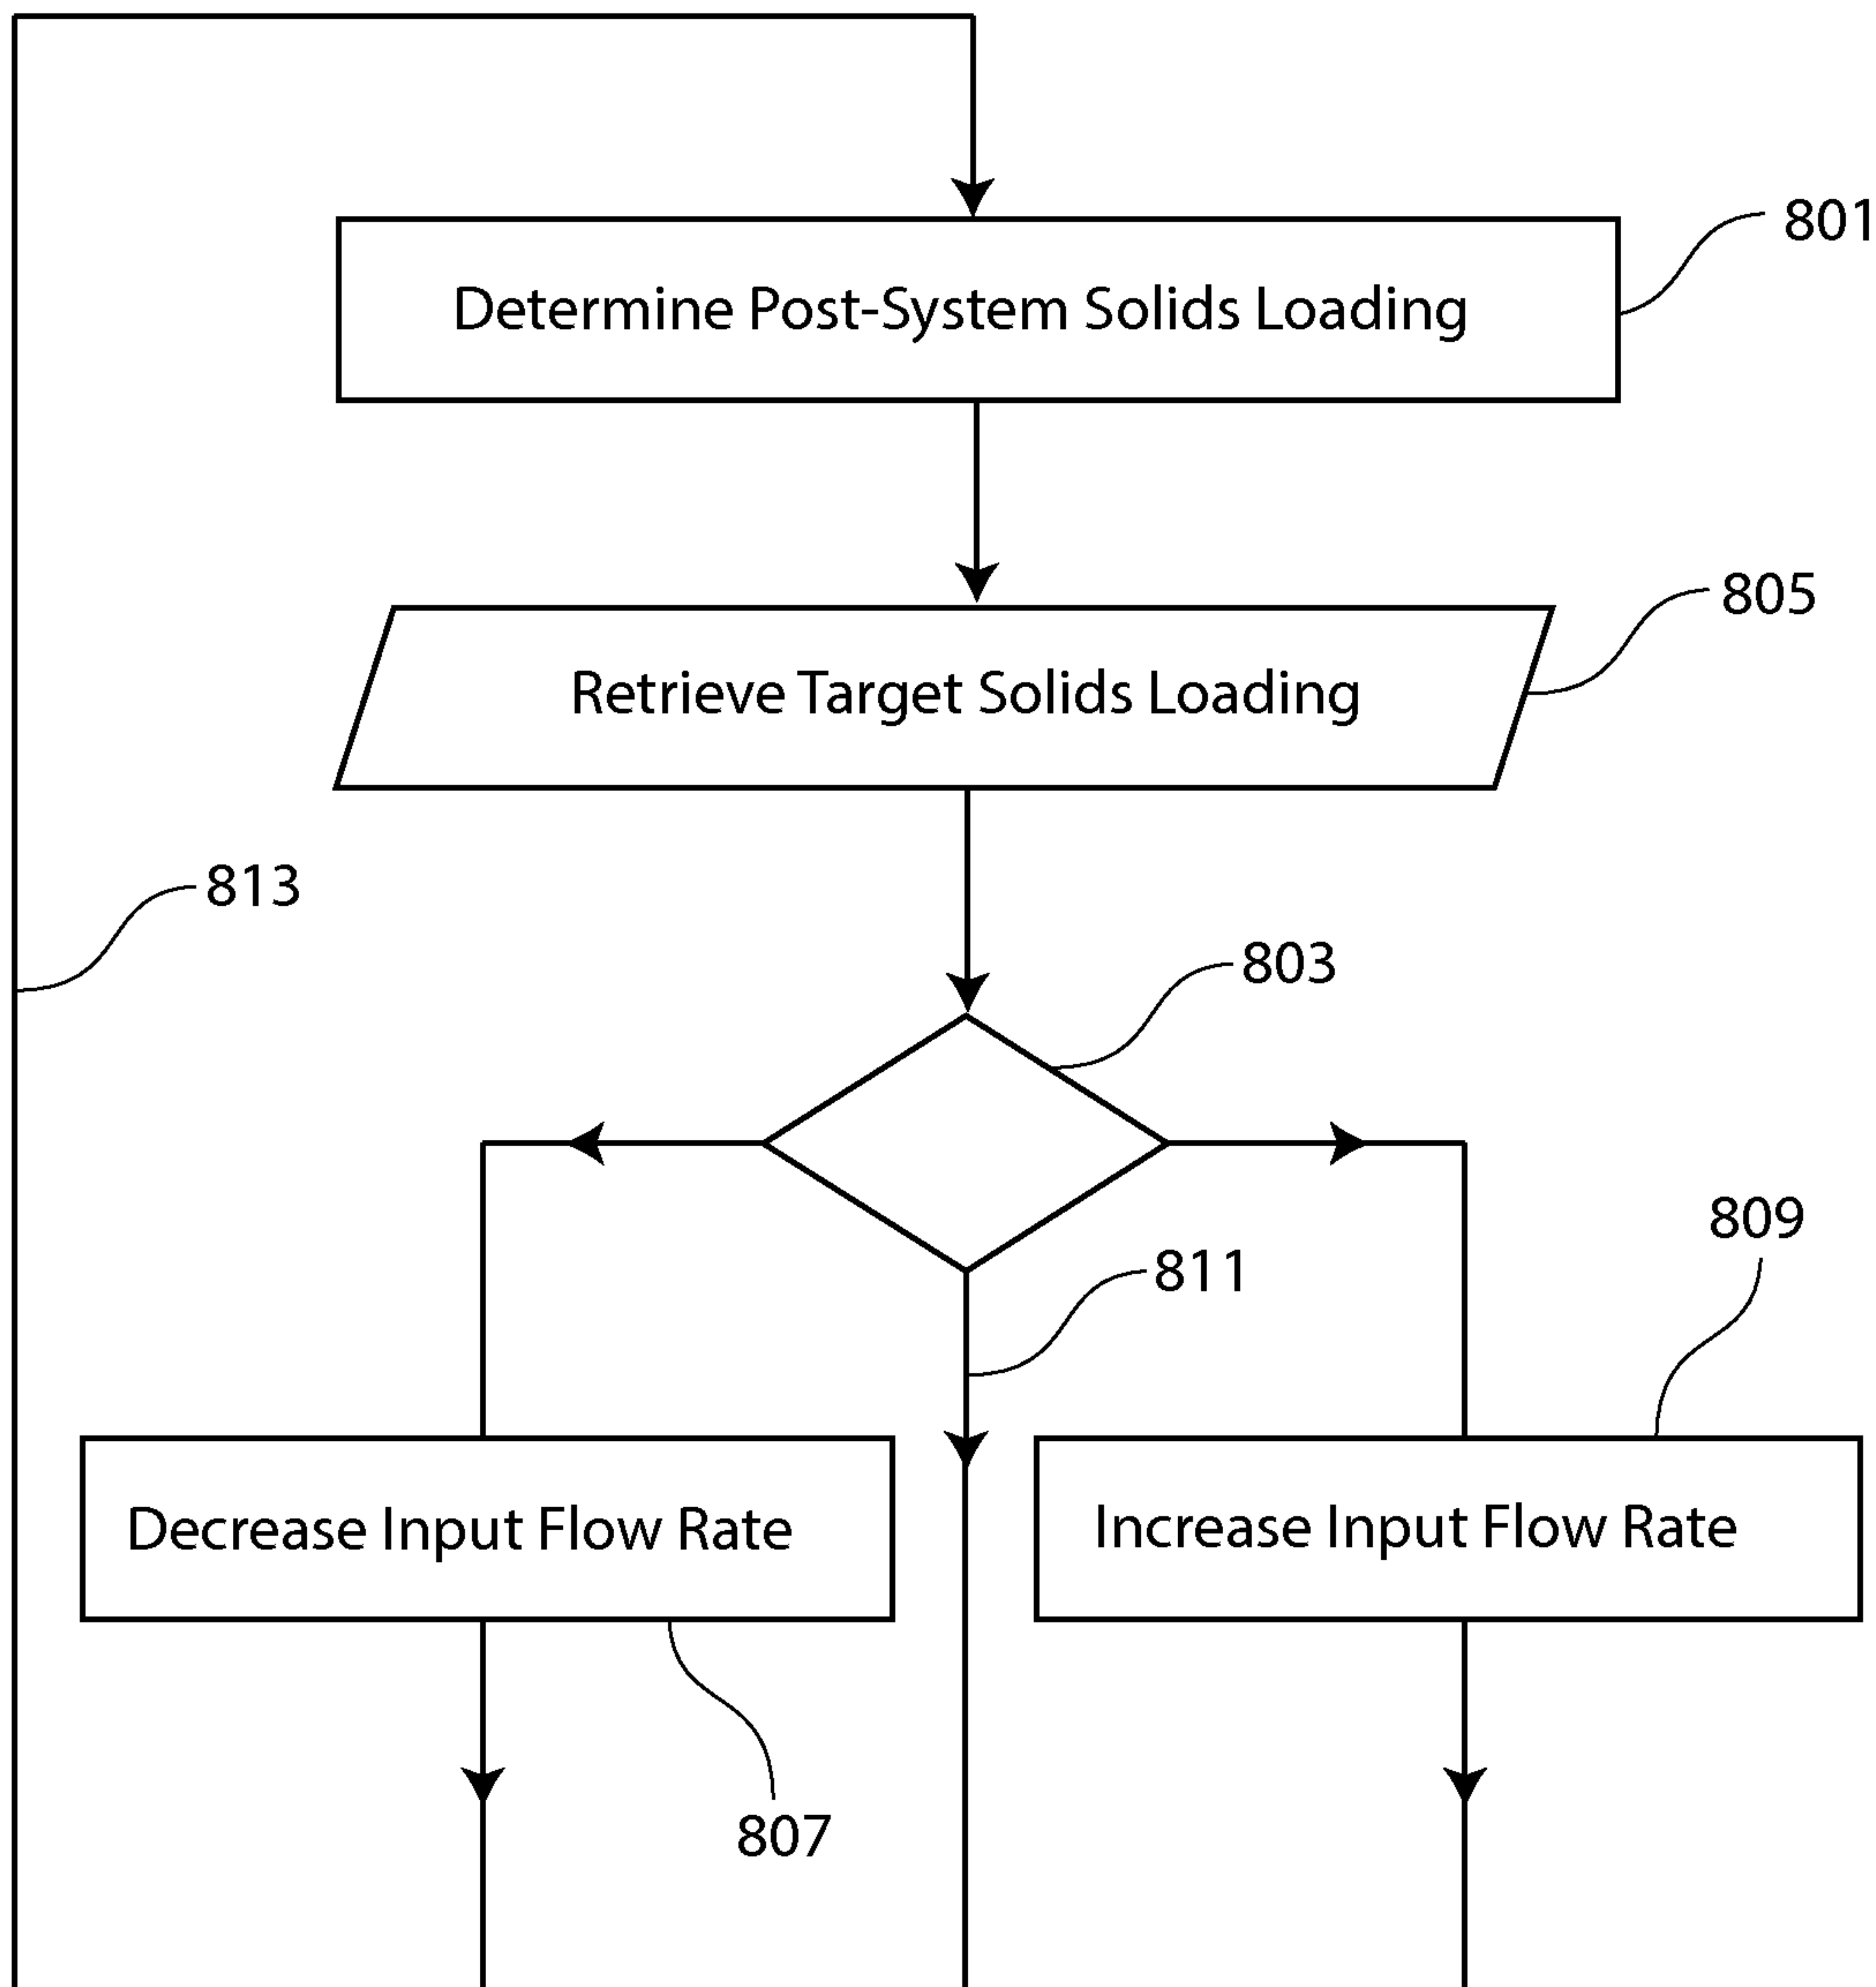 801
Determine Post-System Solids Loading
805
Retrieve Target Solids Loading
813
803
809
811
Decrease Input Flow Rate
Increase Input Flow Rate
807